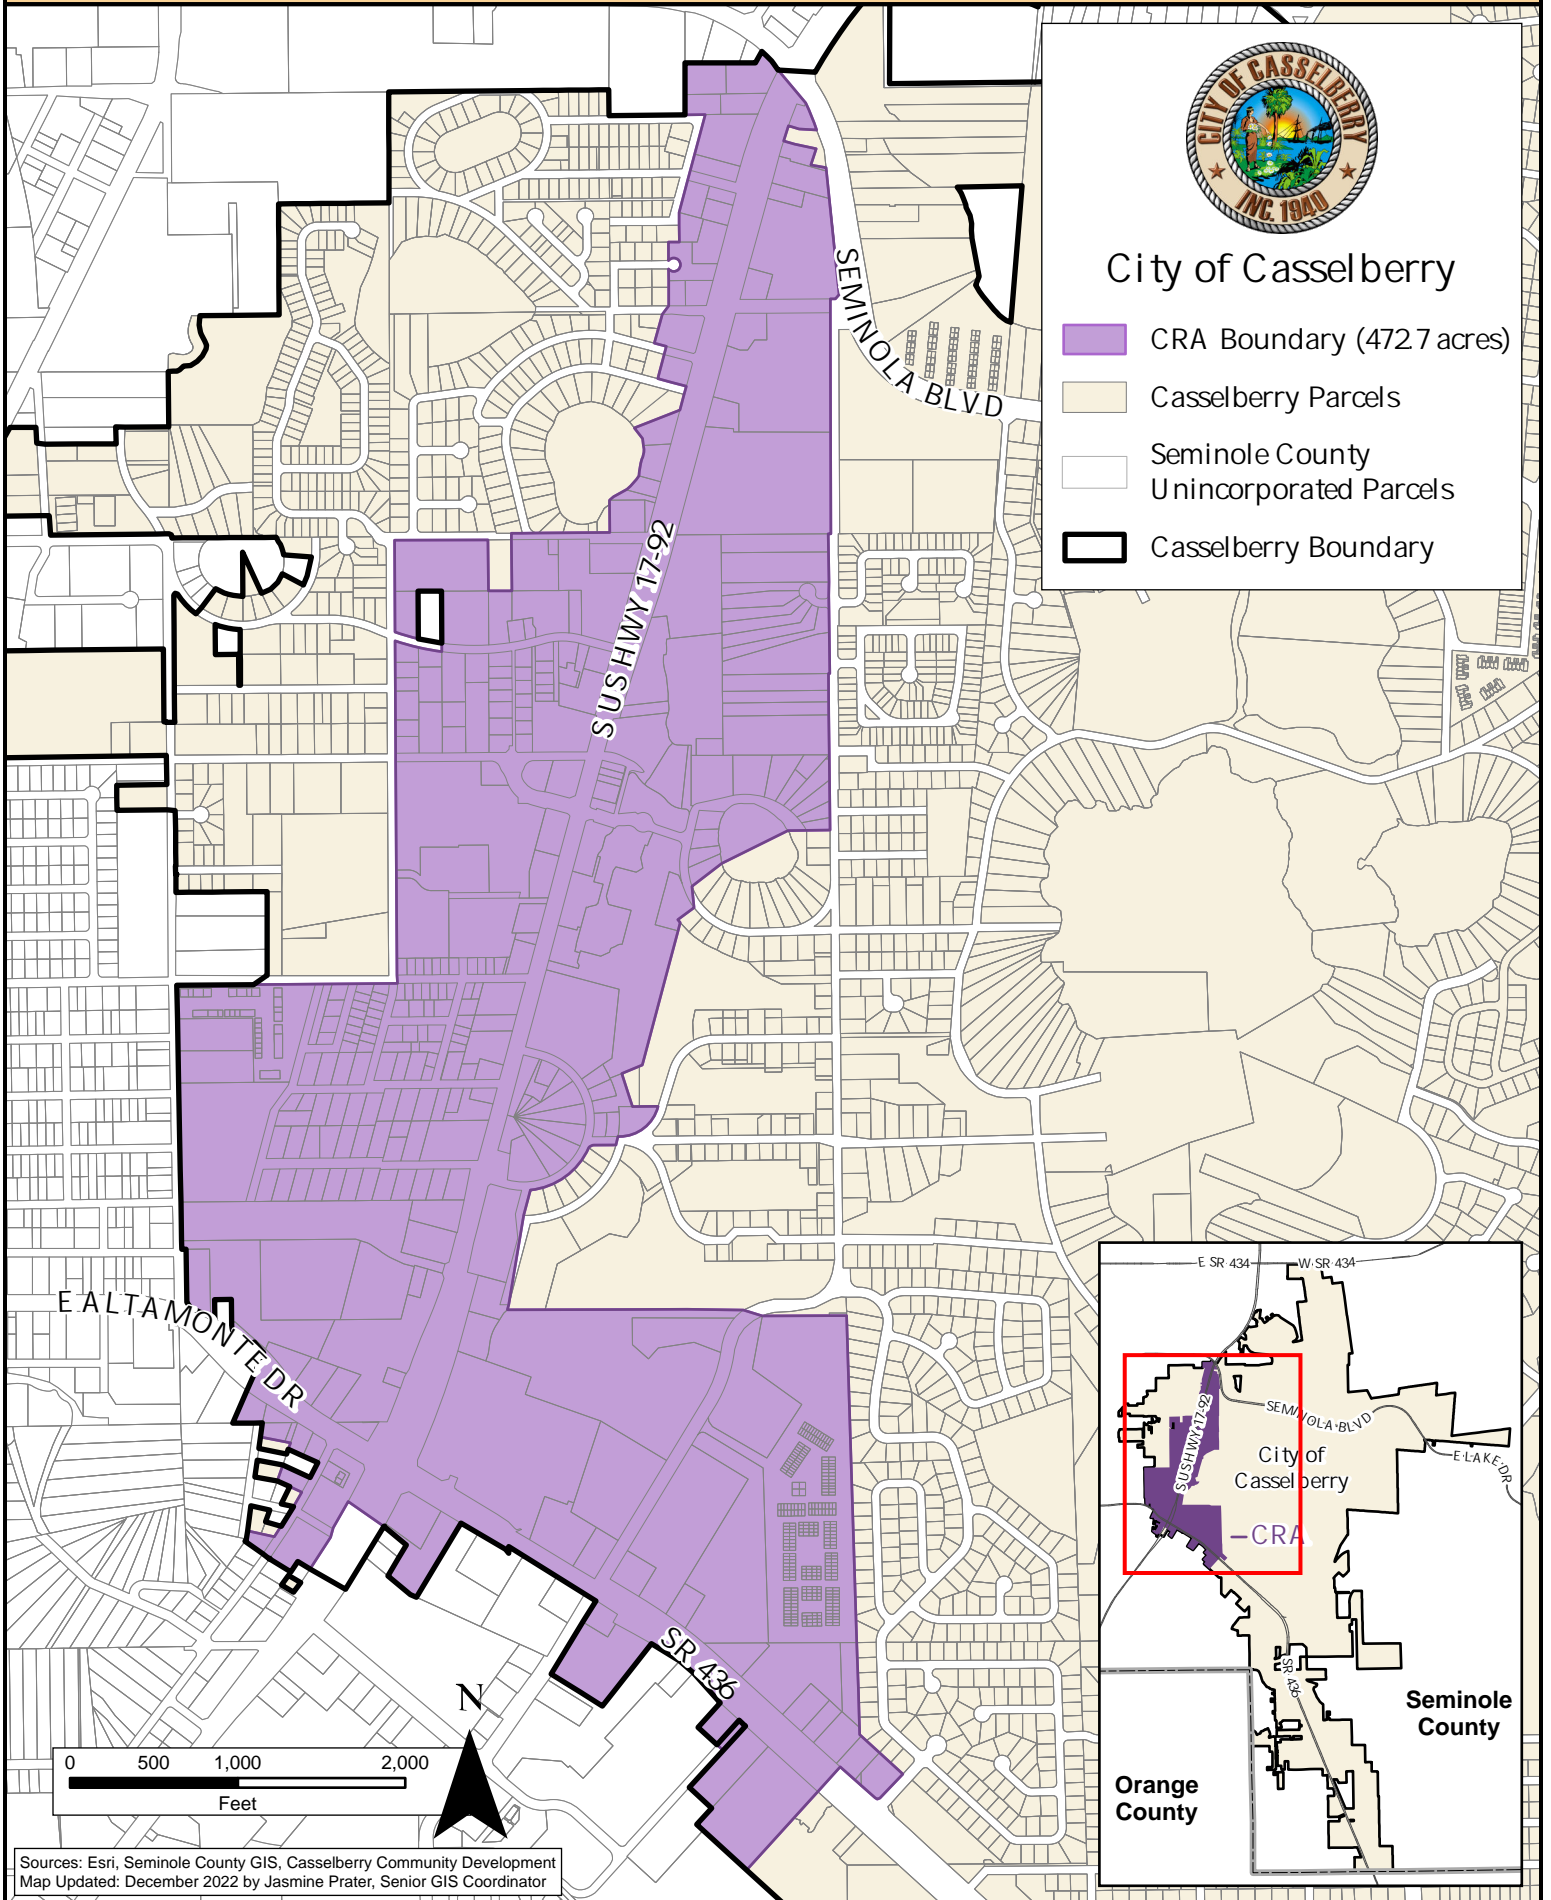 CITY OF CASSELBERRY
INC. 1940
City of Casselberry
CRA Boundary (472.7 acres)
Casselberry Parcels
Seminole County
Unincorporated Parcels
Casselberry Boundary
SEMINOLA BLVD
S US HWY 17-92
E ALTAMONTE DR
SR 436
N
0 500 1,000 2,000
Feet
Sources: Esri, Seminole County GIS, Casselberry Community Development
Map Updated: December 2022 by Jasmine Prater, Senior GIS Coordinator
E SR 434
W SR 434
S US HWY 17-92
SEMINOLA BLVD
E LAKE DR
City of
Casselberry
CRA
SR 436
Seminole
County
Orange
County